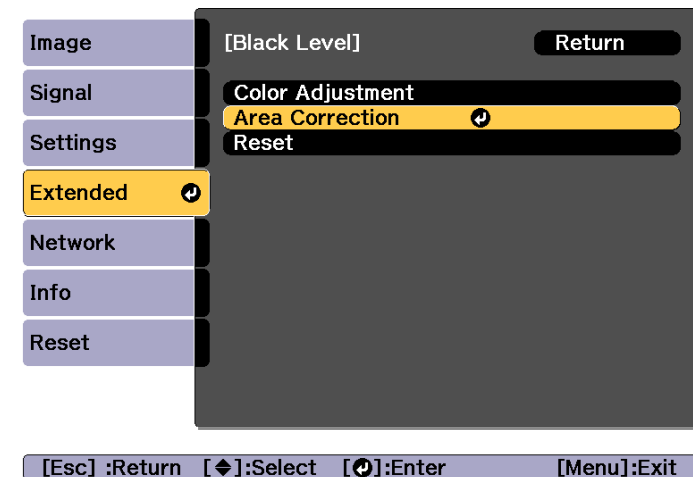 Image
Signal
Settings
Extended
Network
Info
Reset
[Black Level] Return
Color Adjustment
Area Correction
Reset
[Esc] :Return [◆]:Select [↵]:Enter [Menu]:Exit